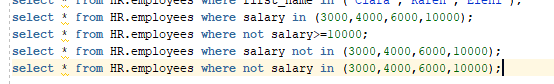 select * from HR.employees where first_name in ('Clara','Karen','Eleni');
select * from HR.employees where salary in (3000,4000,6000,10000);
select * from HR.employees where not salary>=10000;
select * from HR.employees where salary not in (3000,4000,6000,10000);
select * from HR.employees where not salary in (3000,4000,6000,10000);